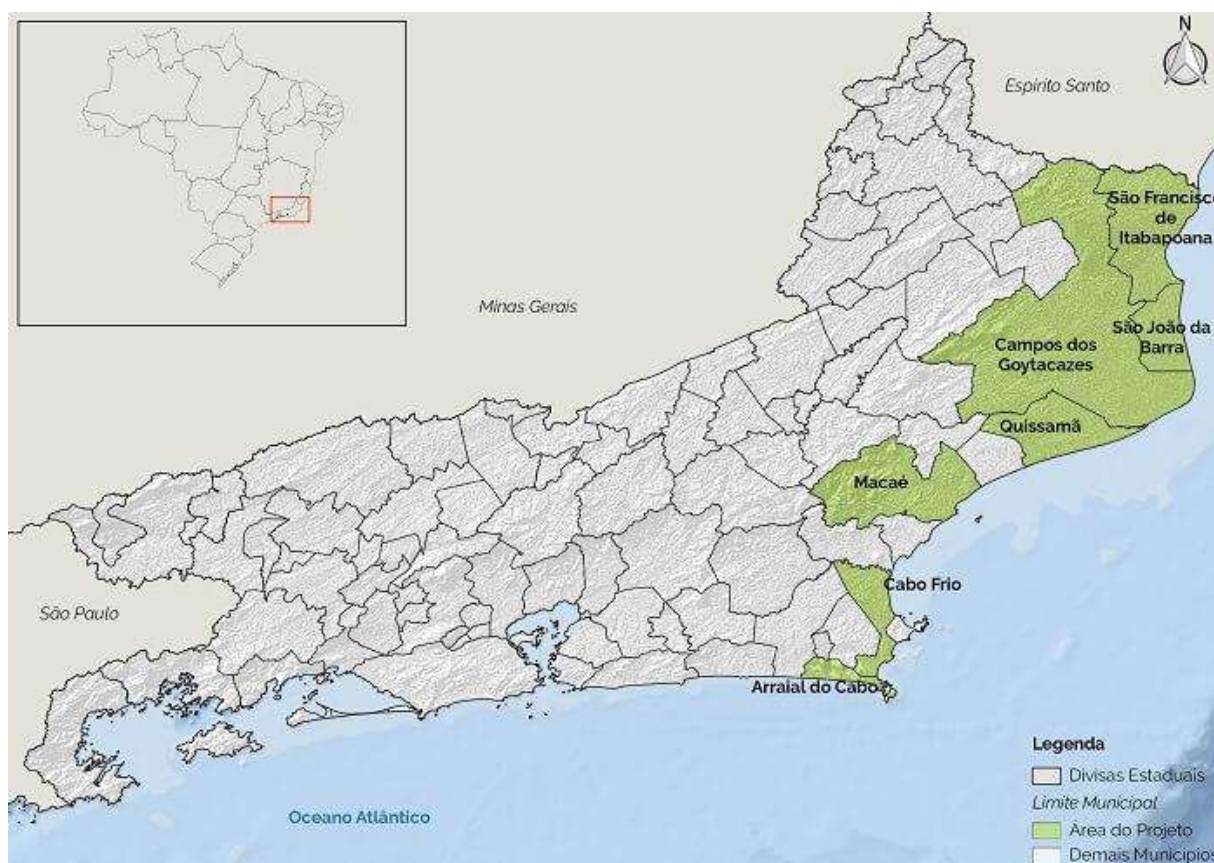 N
Espírito Santo
São Francisco
de
Itabapoana
Minas Gerais
São João da
Barra
Campos dos
Goytacazes
Quissamã
Macaé
Cabo Frio
São Paulo
Arraial do Cabo
Legenda
Divisas Estaduais
Limite Municipal
Área do Projeto
Demais Municípios
Oceano Atlântico